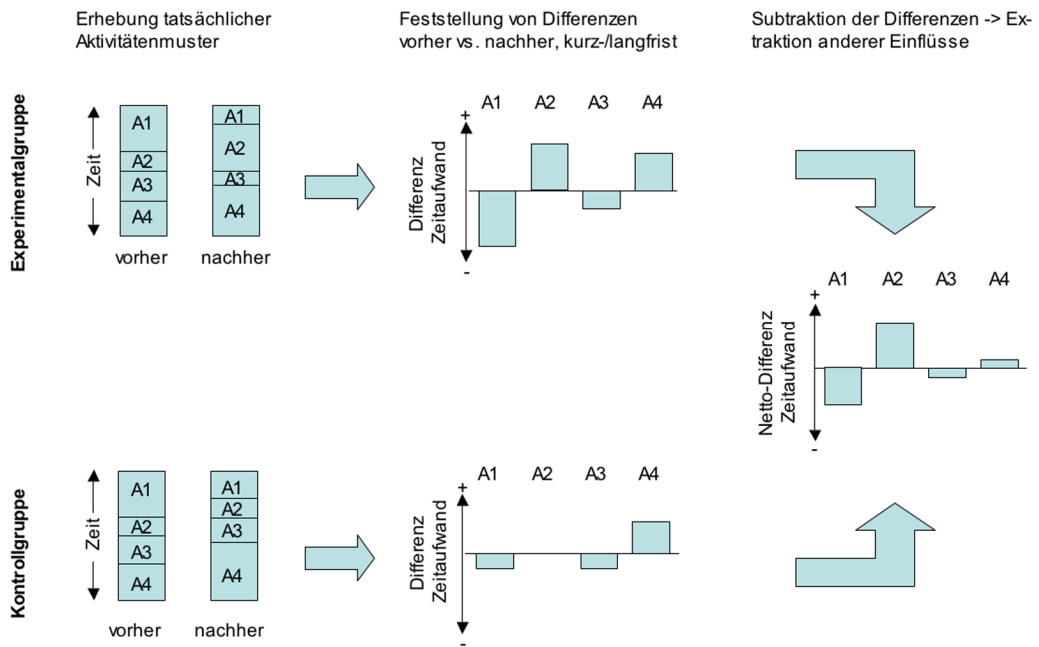 Erhebung tatsächlicher
Aktivitätenmuster
Feststellung von Differenzen
vorher vs. nachher, kurz-/langfrist
Subtraktion der Differenzen -> Ex-
traktion anderer Einflüsse
Experimentalgruppe
Zeit
A1
A2
A3
A4
vorher
A1
A2
A3
A4
nachher
Differenz
Zeitaufwand
+
-
A1 A2 A3 A4
Netto-Differenz
Zeitaufwand
+
-
A1 A2 A3 A4
Kontrollgruppe
Zeit
A1
A2
A3
A4
vorher
A1
A2
A3
A4
nachher
Differenz
Zeitaufwand
+
-
A1 A2 A3 A4